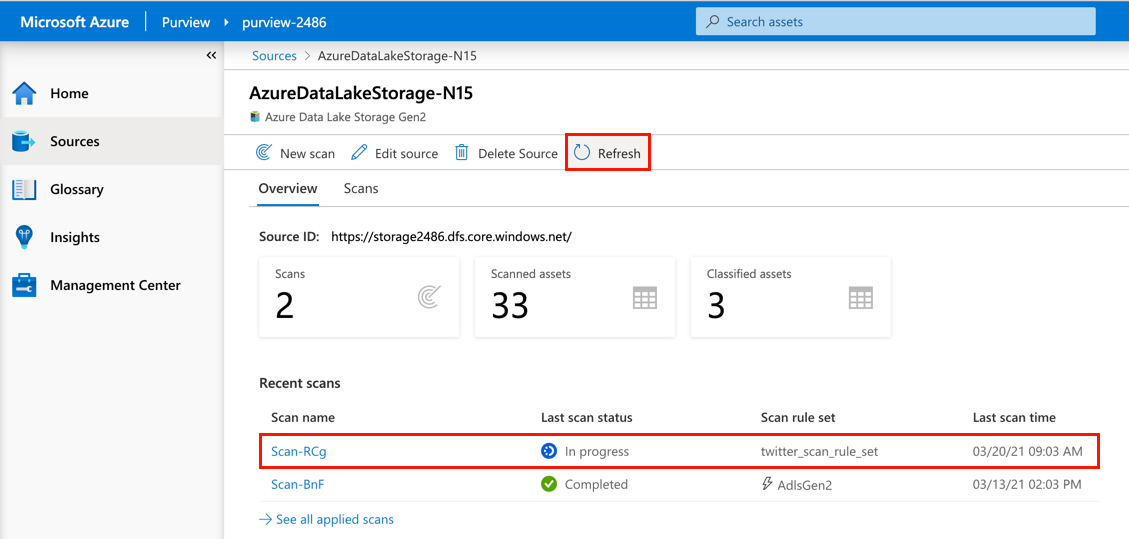 Microsoft Azure Purview purview-2486 Search assets
«
Sources > AzureDataLakeStorage-N15
Home
Sources
Glossary
Insights
Management Center
AzureDataLakeStorage-N15
Azure Data Lake Storage Gen2
New scan Edit source Delete Source Refresh
Overview Scans
Source ID: https://storage2486.dfs.core.windows.net/
Scans Scanned assets Classified assets
2 33 3
Recent scans
Scan name Last scan status Scan rule set Last scan time
Scan-RCg In progress twitter_scan_rule_set 03/20/21 09:03 AM
Scan-BnF Completed AdlsGen2 03/13/21 02:03 PM
See all applied scans